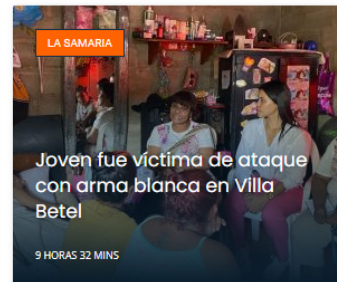 LA SAMARIA
Joven fue víctima de ataque
con arma blanca en Villa
Betel
9 HORAS 32 MINS